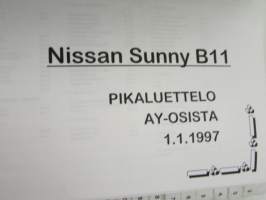 Nissan Sunny B11
PIKALUETTELO
AY-OSISTA
1.1.1997